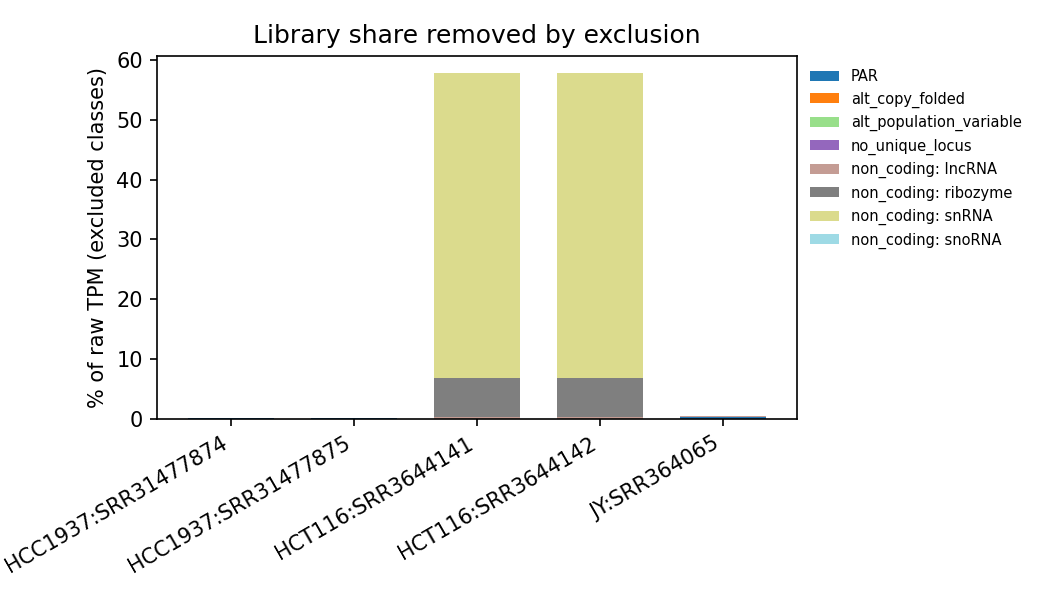 Library share removed by exclusion
% of raw TPM (excluded classes)
60
50
40
30
20
10
0
HCC1937:SRR31477874
HCC1937:SRR31477875
HCT116:SRR3644141
HCT116:SRR3644142
JY:SRR364065
PAR
alt_copy_folded
alt_population_variable
no_unique_locus
non_coding: lncRNA
non_coding: ribozyme
non_coding: snRNA
non_coding: snoRNA